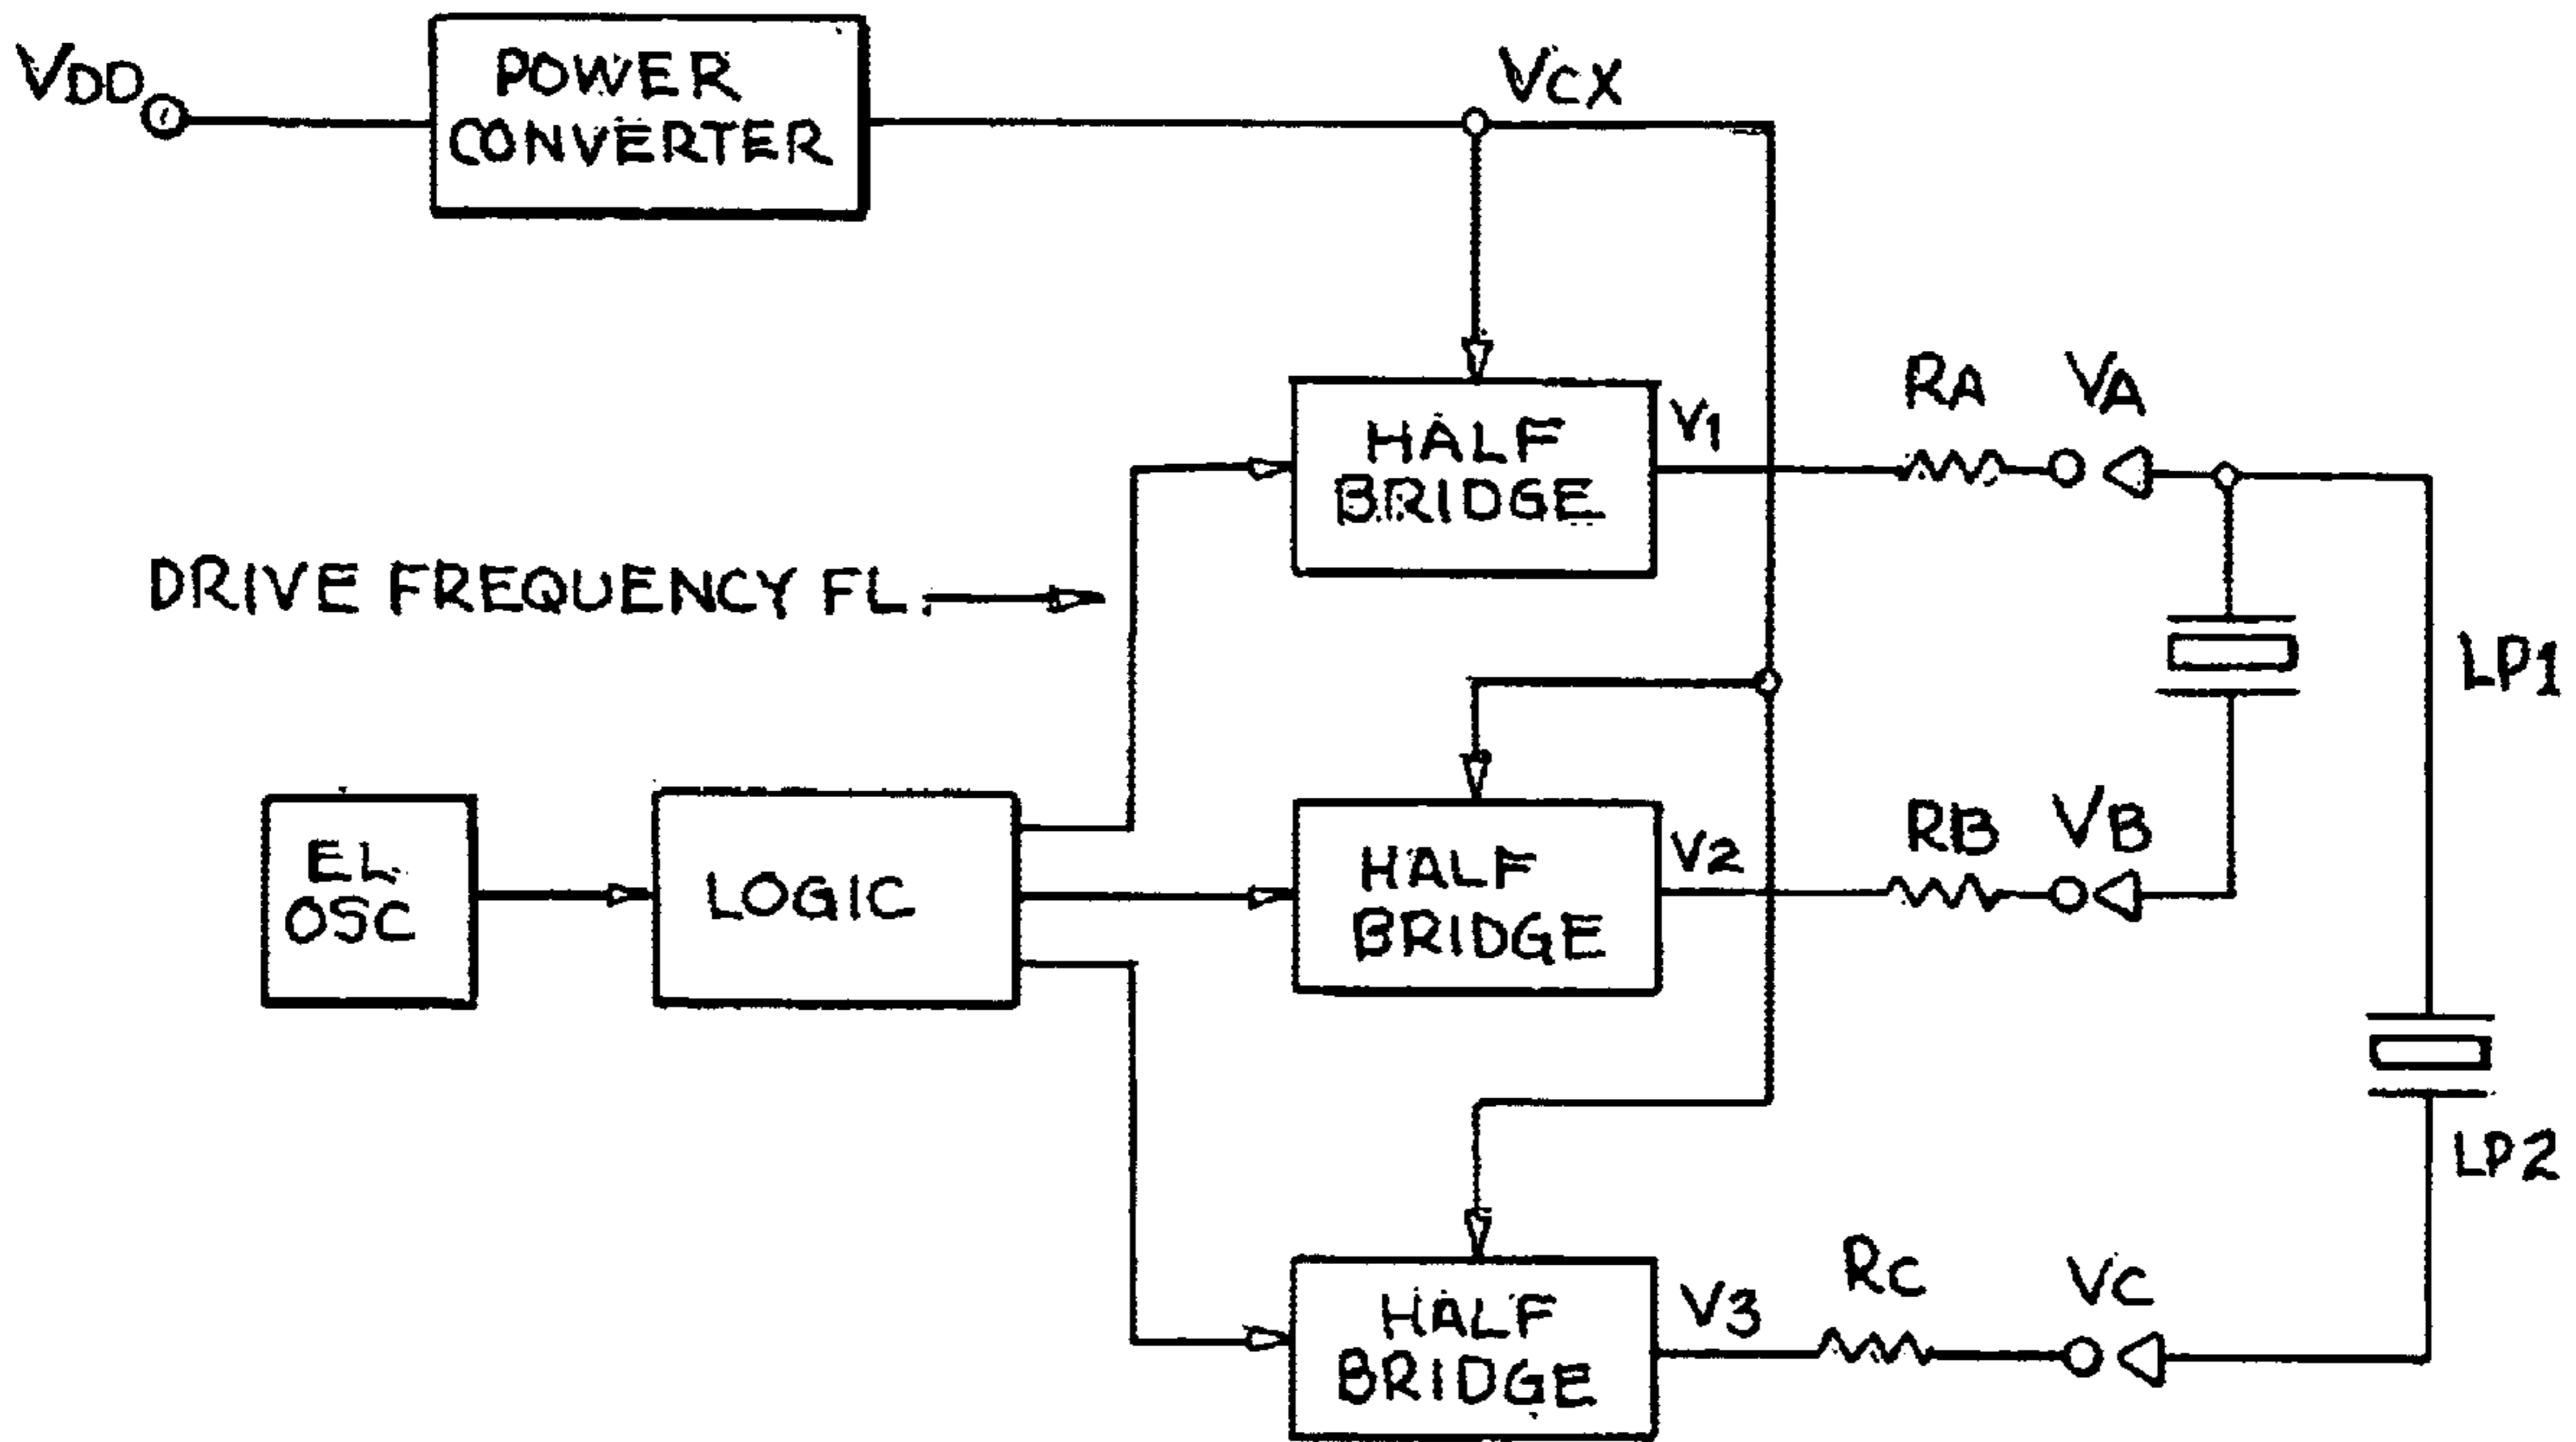 VDD
POWER
CONVERTER
VCX
HALF
BRIDGE
V1
RA
VA
DRIVE FREQUENCY FL.
LP1
EL
OSC
LOGIC
HALF
BRIDGE
V2
RB
VB
LP2
HALF
BRIDGE
V3
RC
VC